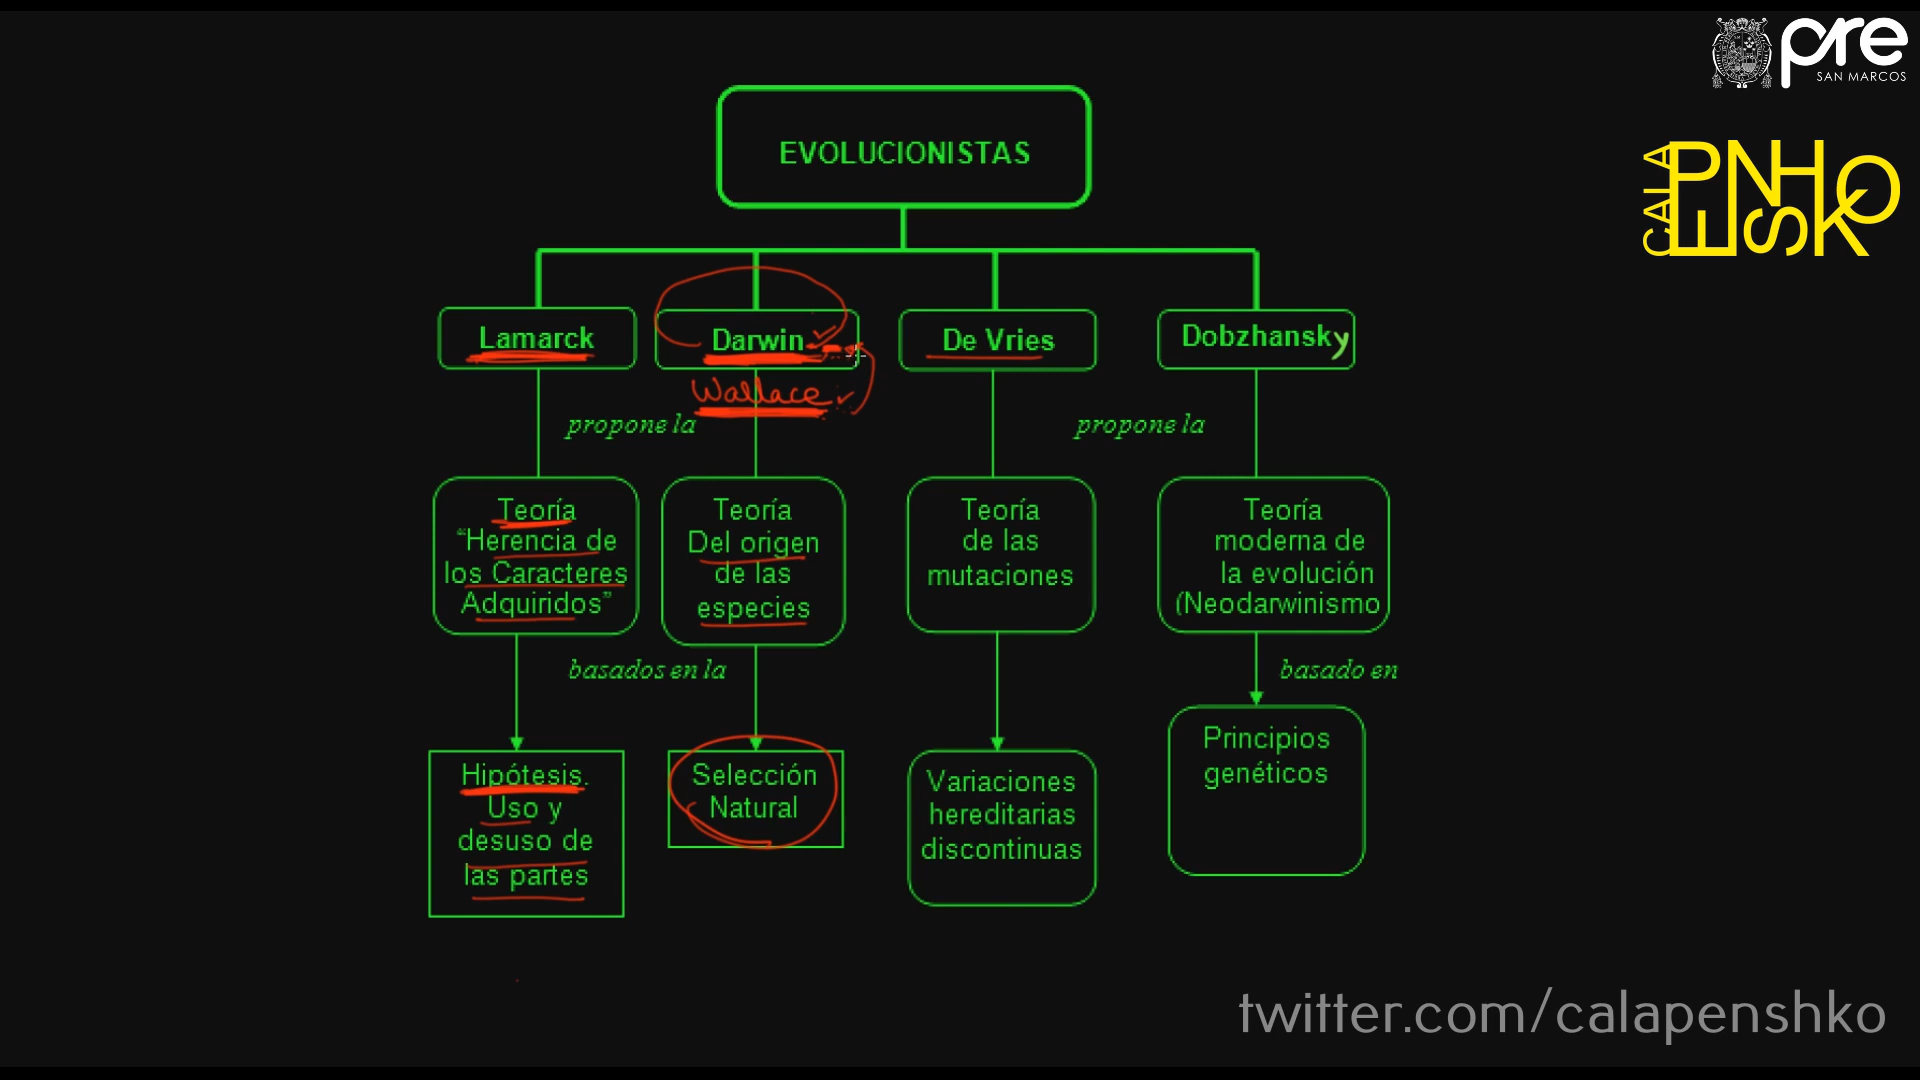 pre
SAN MARCOS
CALA
PENHSKO
EVOLUCIONISTAS
Lamarck
Darwin
Wallace
De Vries
Dobzhansky
propone la
propone la
Teoría
“Herencia de
los Caracteres
Adquiridos”
Teoría
Del origen
de las
especies
Teoría
de las
mutaciones
Teoría
moderna de
la evolución
(Neodarwinismo
basados en la
basado en
Hipótesis.
Uso y
desuso de
las partes
Selección
Natural
Variaciones
hereditarias
discontinuas
Principios
genéticos
twitter.com/calapenshko